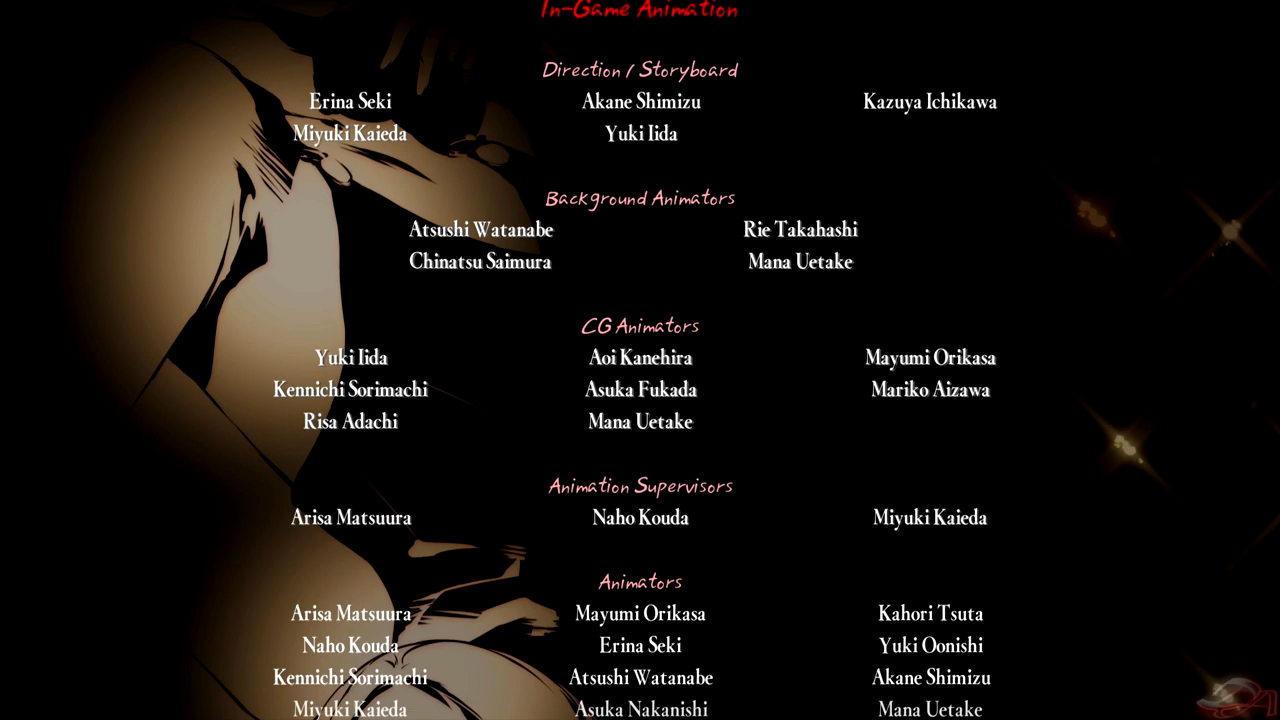 In-Game Animation
Direction / Storyboard
Erina Seki Akane Shimizu Kazuya Ichikawa
Miyuki Kaieda Yuki Iida
Background Animators
Atsushi Watanabe Rie Takahashi
Chinatsu Saimura Mana Uetake
CG Animators
Yuki Iida Aoi Kanehira Mayumi Orikasa
Kennichi Sorimachi Asuka Fukada Mariko Aizawa
Risa Adachi Mana Uetake
Animation Supervisors
Arisa Matsuura Naho Kouda Miyuki Kaieda
Animators
Arisa Matsuura Mayumi Orikasa Kahori Tsuta
Naho Kouda Erina Seki Yuki Oonishi
Kennichi Sorimachi Atsushi Watanabe Akane Shimizu
Miyuki Kaieda Asuka Nakanishi Mana Uetake